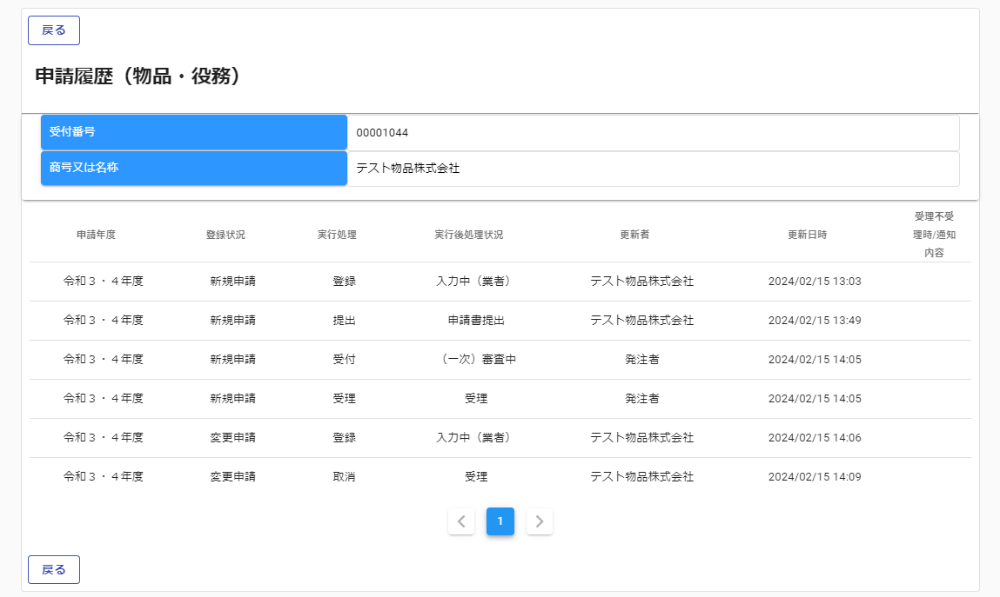 戻る
申請履歴（物品・役務）
受付番号 00001044
商号又は名称 テスト物品株式会社
申請年度 登録状況 実行処理 実行後処理状況 更新者 更新日時 受理不受
理時/通知
内容
令和３・４年度 新規申請 登録 入力中（業者） テスト物品株式会社 2024/02/15 13:03
令和３・４年度 新規申請 提出 申請書提出 テスト物品株式会社 2024/02/15 13:49
令和３・４年度 新規申請 受付 （一次）審査中 発注者 2024/02/15 14:05
令和３・４年度 新規申請 受理 受理 発注者 2024/02/15 14:05
令和３・４年度 変更申請 登録 入力中（業者） テスト物品株式会社 2024/02/15 14:06
令和３・４年度 変更申請 取消 受理 テスト物品株式会社 2024/02/15 14:09
1
戻る